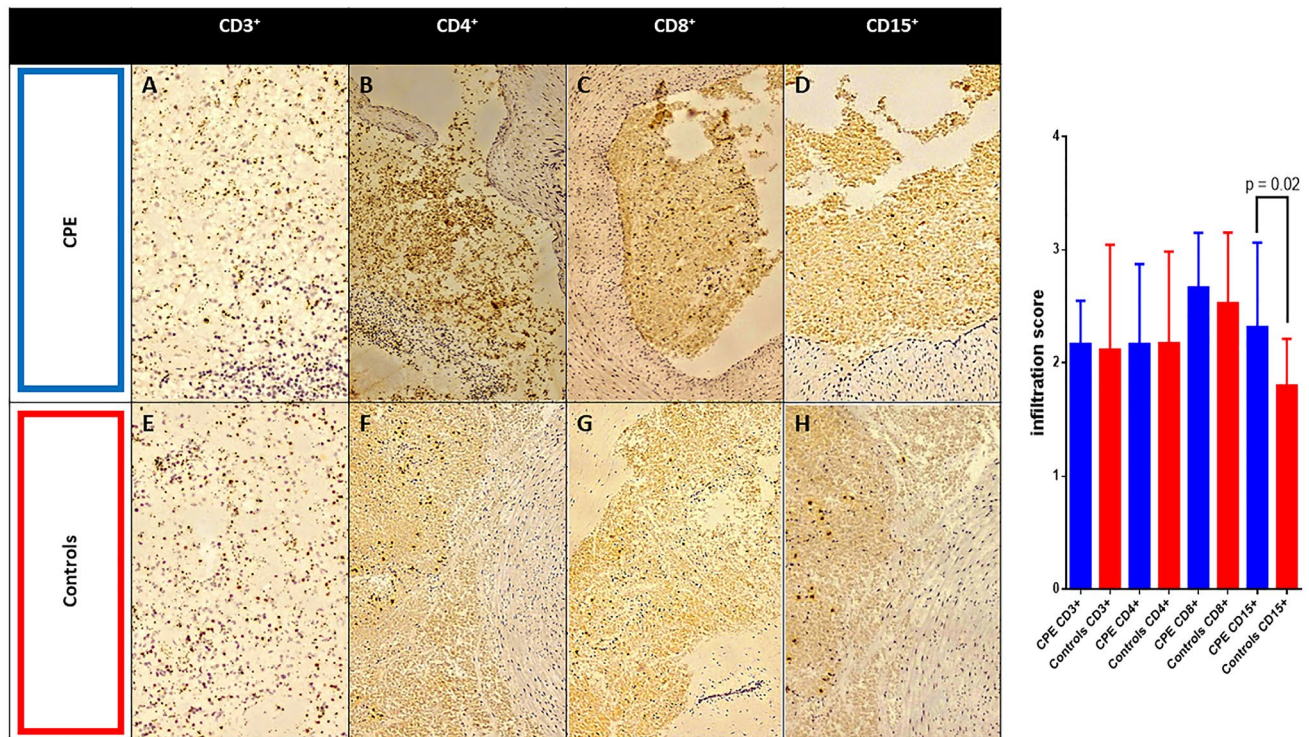 CD3⁺ CD4⁺ CD8⁺ CD15⁺
CPE
A
B
C
D
Controls
E
F
G
H
infiltration score
4
3
2
1
0
p = 0.02
CPE CD3+
Controls CD3+
CPE CD4+
Controls CD4+
CPE CD8+
Controls CD8+
CPE CD15+
Controls CD15+